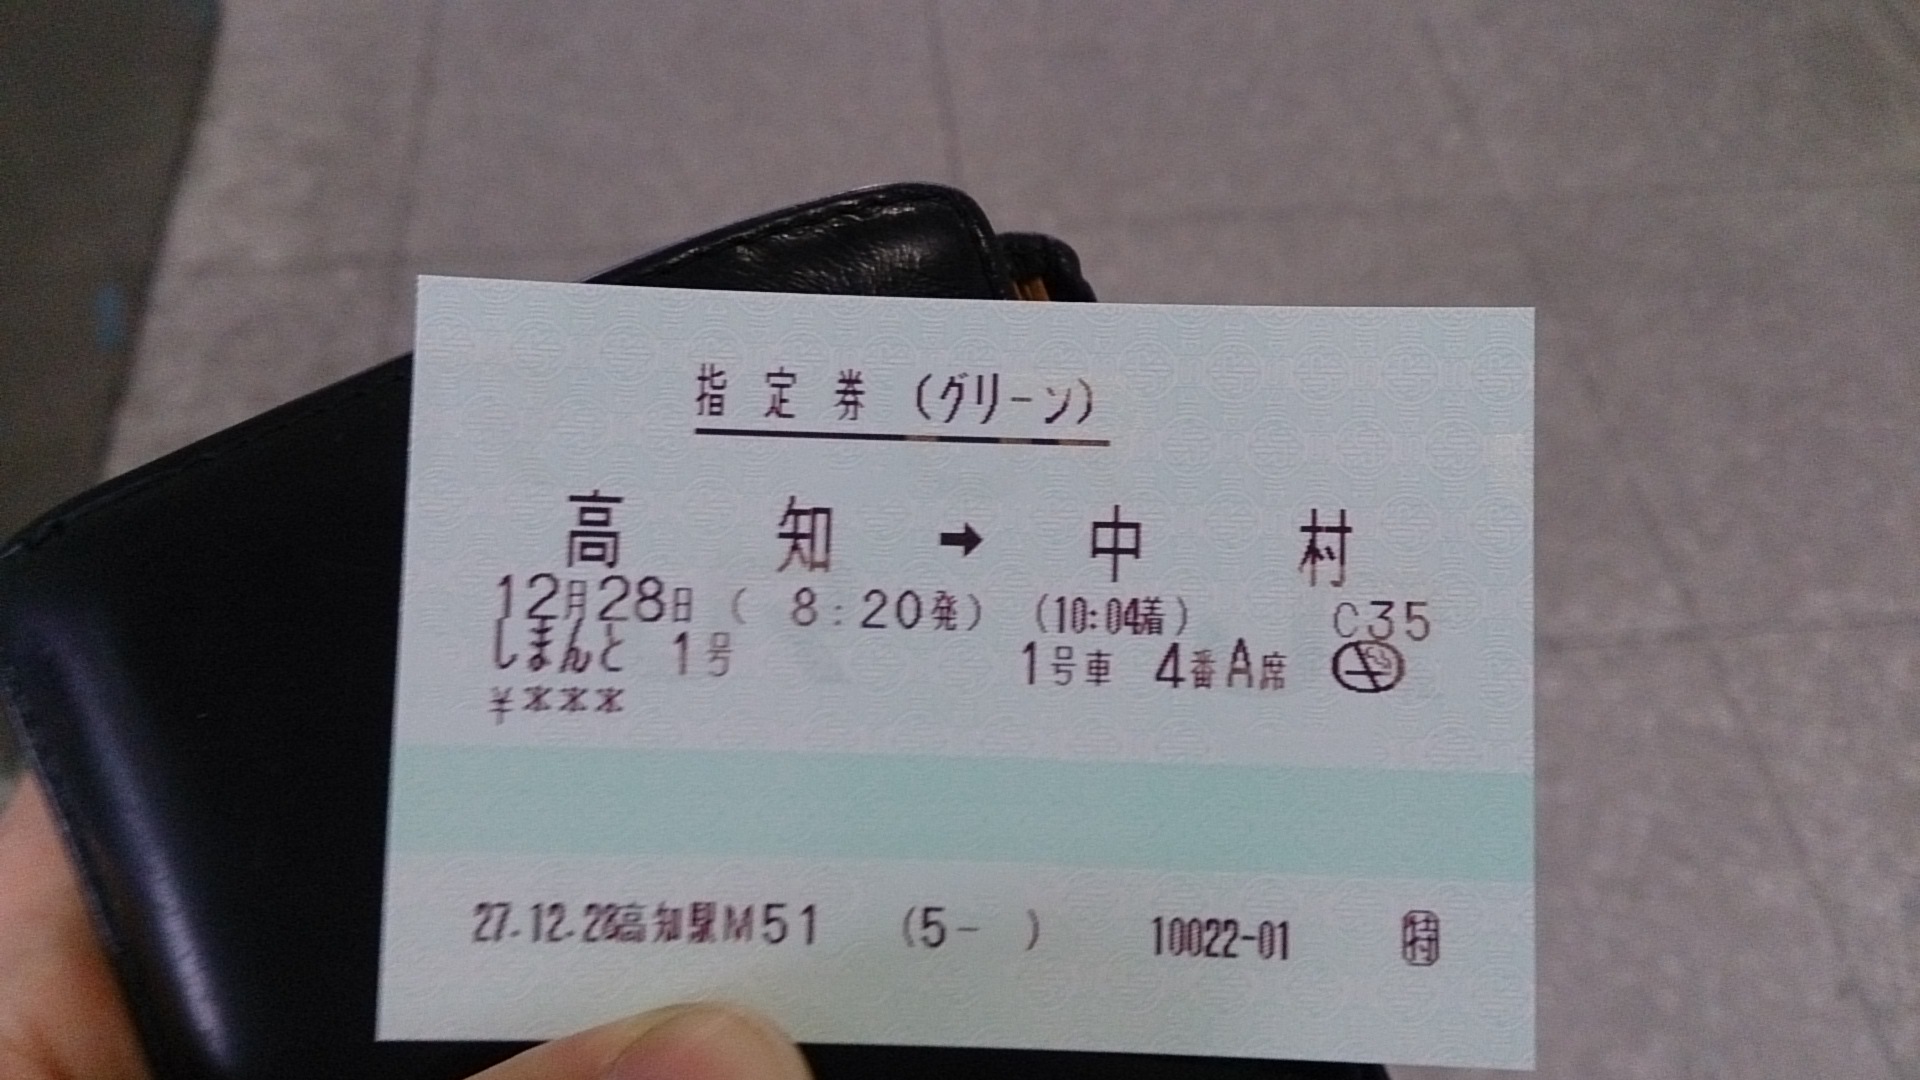 指定券(グリーン)
高知➡中村
12月28日( 8:20発) (10:04着) C35
しまんと 1号 1号車 4番A席
¥***
27.12.28高知駅M51 (5- ) 10022-01 特